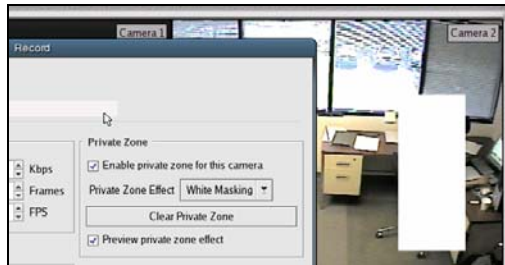 Camera 1
Camera 2
Record
Private Zone
Kbps
Enable private zone for this camera
Frames
Private Zone Effect White Masking
FPS
Clear Private Zone
Preview private zone effect